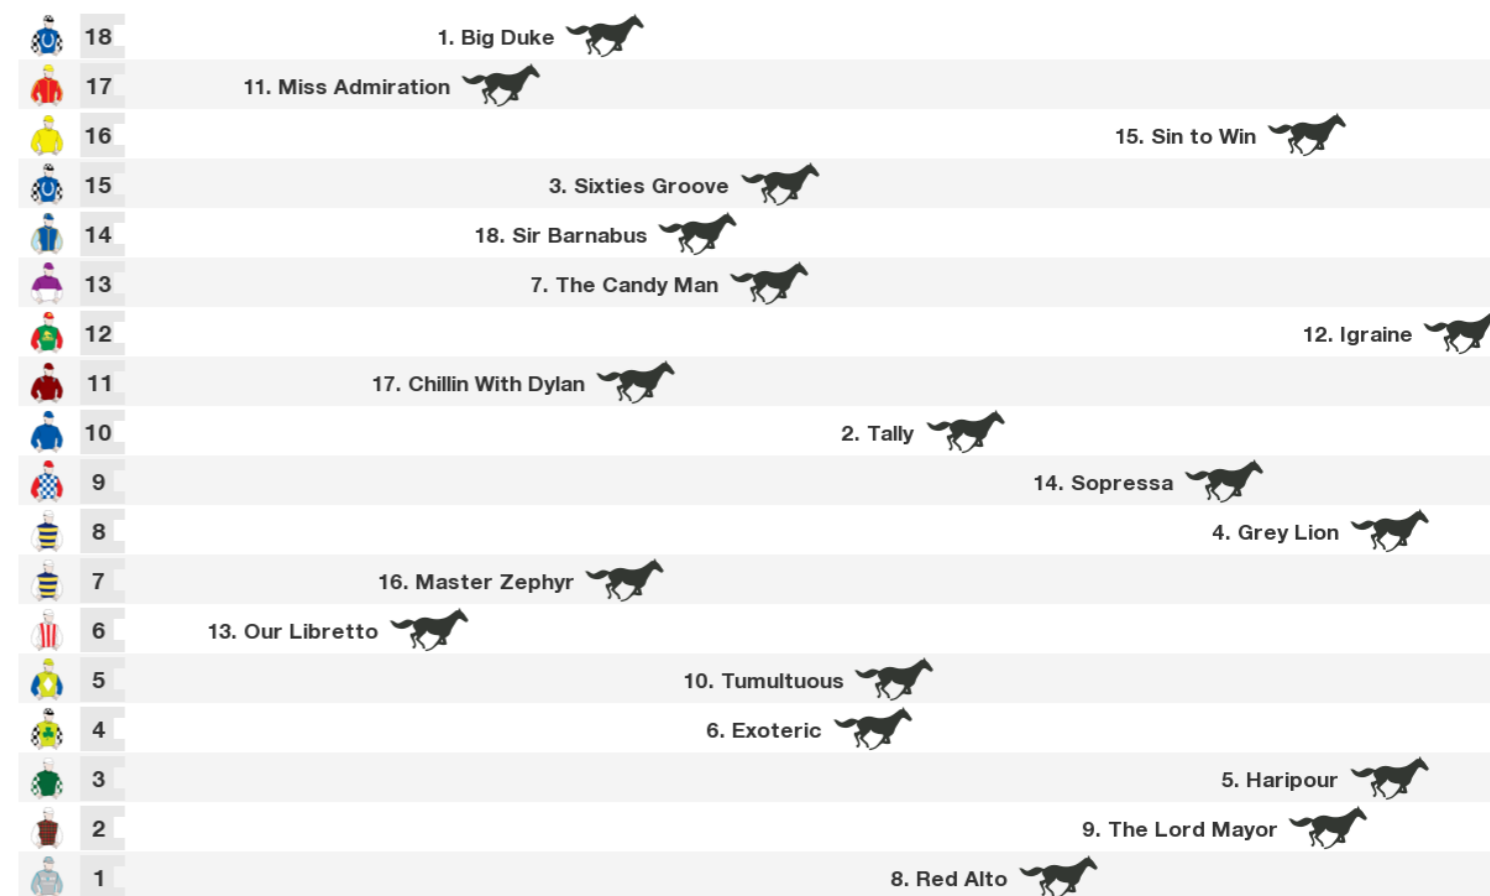 18 1. Big Duke
17 11. Miss Admiration
16 15. Sin to Win
15 3. Sixties Groove
14 18. Sir Barnabus
13 7. The Candy Man
12 12. Igraine
11 17. Chillin With Dylan
10 2. Tally
9 14. Sopressa
8 4. Grey Lion
7 16. Master Zephyr
6 13. Our Libretto
5 10. Tumultuous
4 6. Exoteric
3 5. Haripour
2 9. The Lord Mayor
1 8. Red Alto